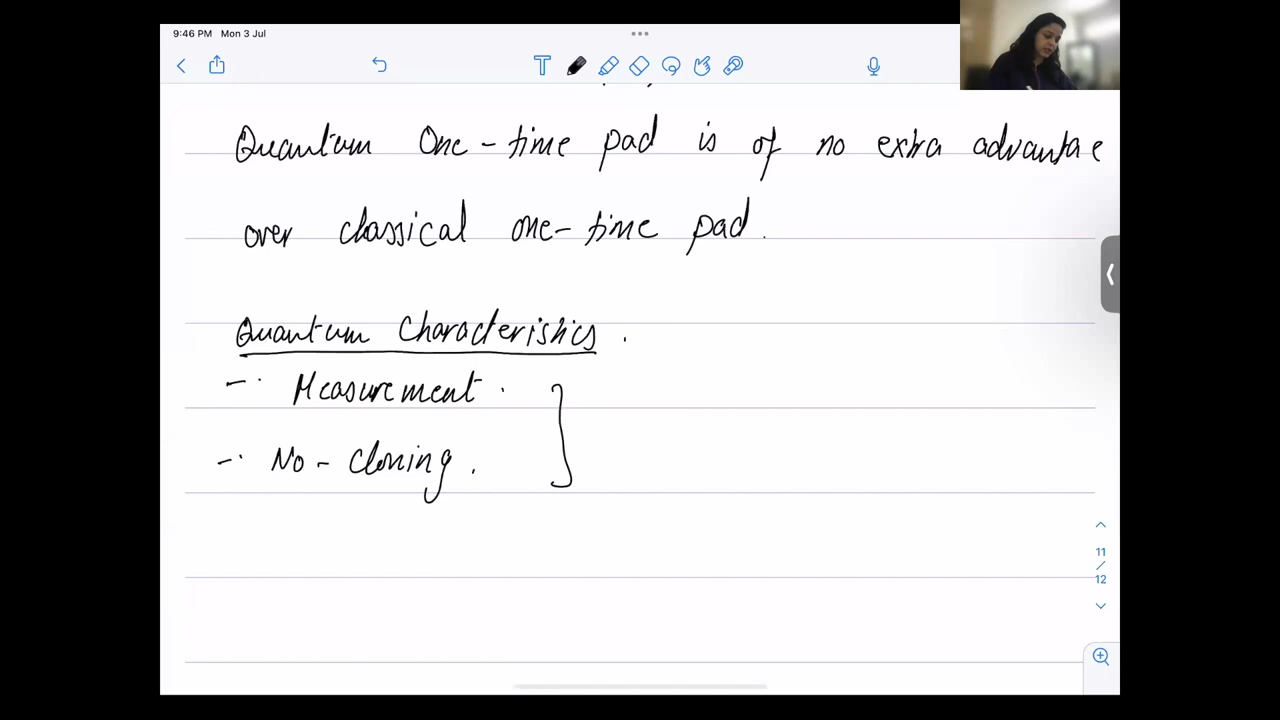 9:46 PM Mon 3 Jul
Quantum One-time pad is of no extra advantage
over classical one-time pad.
Quantum Characteristics.
- Measurement.
- No-cloning.
11
/
12